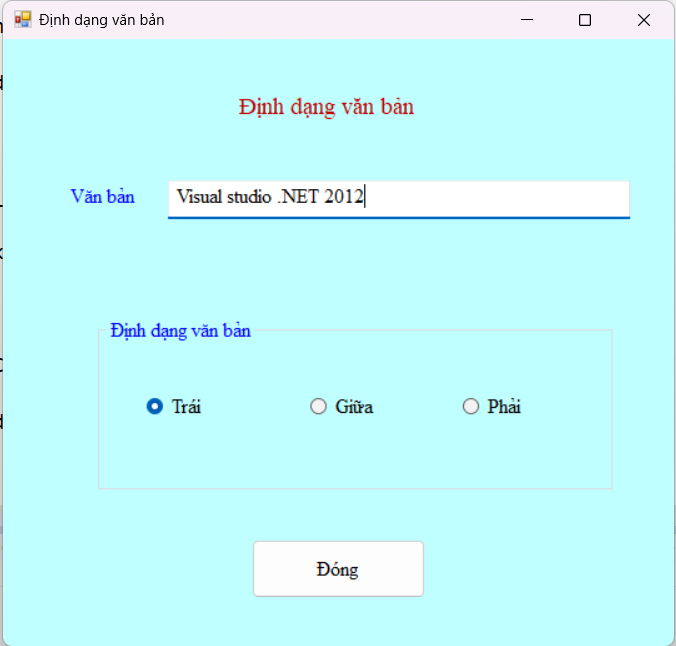 Định dạng văn bản
Định dạng văn bản
Văn bản Visual studio .NET 2012
Định dạng văn bản
Trái Giữa Phải
Đóng